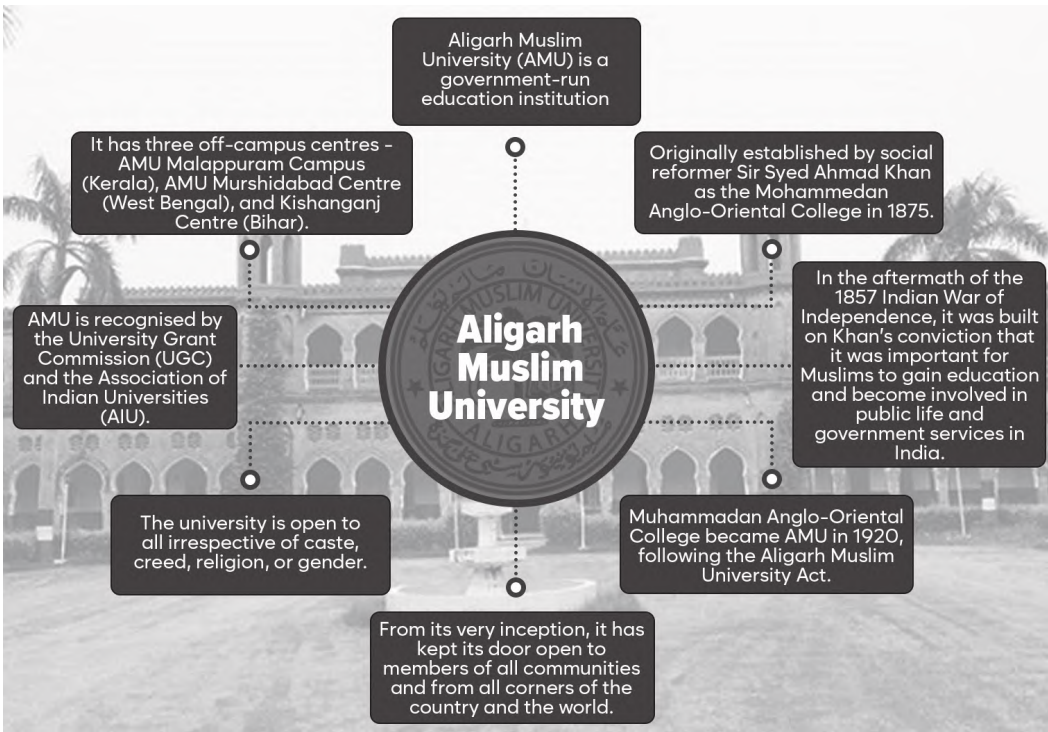 Aligarh Muslim
University (AMU) is a
government-run
education institution
It has three off-campus centres -
AMU Malappuram Campus
(Kerala), AMU Murshidabad Centre
(West Bengal), and Kishanganj
Centre (Bihar).
Originally established by social
reformer Sir Syed Ahmad Khan
as the Mohammedan
Anglo-Oriental College in 1875.
AMU is recognised by
the University Grant
Commission (UGC)
and the Association of
Indian Universities
(AIU).
Aligarh
Muslim
University
ALIGARH MUSLIM UNIVERSITY
ALIGARH
In the aftermath of the
1857 Indian War of
Independence, it was built
on Khan's conviction that
it was important for
Muslims to gain education
and become involved in
public life and
government services in
India.
The university is open to
all irrespective of caste,
creed, religion, or gender.
Muhammadan Anglo-Oriental
College became AMU in 1920,
following the Aligarh Muslim
University Act.
From its very inception, it has
kept its door open to
members of all communities
and from all corners of the
country and the world.